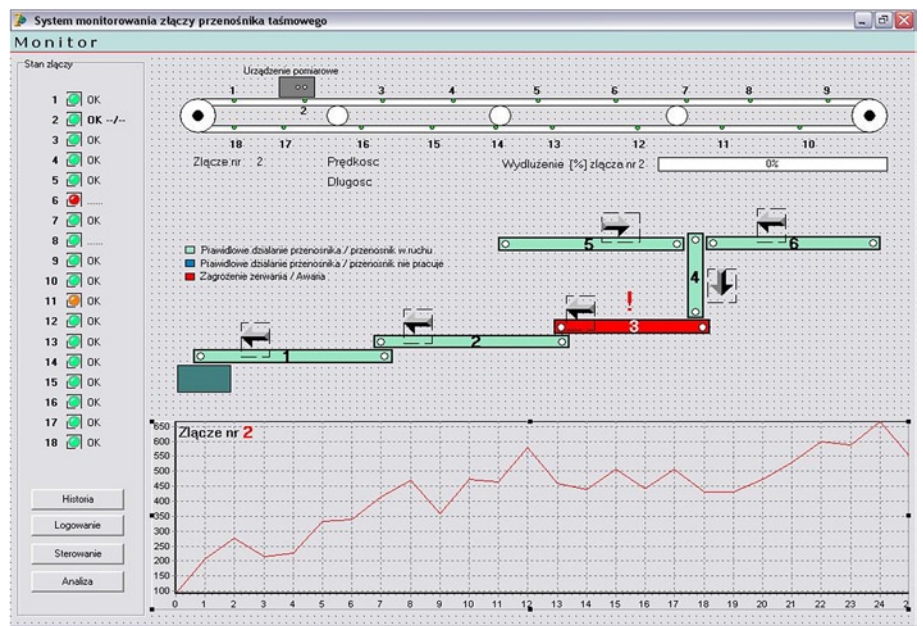 System monitorowania złączy przenośnika taśmowego
Monitor
Stan złączy
1 OK
2 OK --/--
3 OK
4 OK
5 OK
6 ......
7 OK
8 ......
9 OK
10 OK
11 OK
12 OK
13 OK
14 OK
15 OK
16 OK
17 OK
18 OK
Historia
Logowanie
Sterowanie
Analiza
Urządzenie pomiarowe
1 3 4 5 6 7 8 9
2
18 17 16 15 14 13 12 11 10
Złącze nr 2 Prędkosc Wydłużenie [%] złącza nr 2 0%
Dlugosc
Prawidłowe działanie przenosnika / przenosnik w ruchu
Prawidłowe działanie przenosnika / przenosnik nie pracuje
Zagrożenie zerwania / Awaria
5 6
4
!
3
2
1
Złącze nr 2
650
600
550
500
450
400
350
300
250
200
150
100
0 1 2 3 4 5 6 7 8 9 10 11 12 13 14 15 16 17 18 19 20 21 22 23 24 2